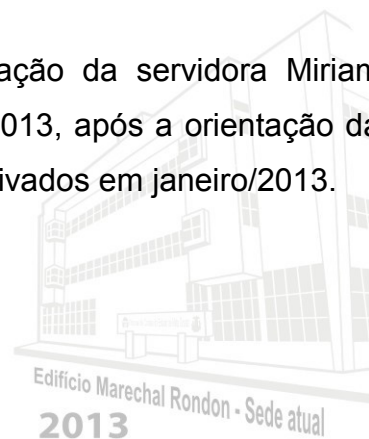 ação da servidora Miriam
013, após a orientação da
ivados em janeiro/2013.
Edifício Marechal Rondon - Sede atual
2013